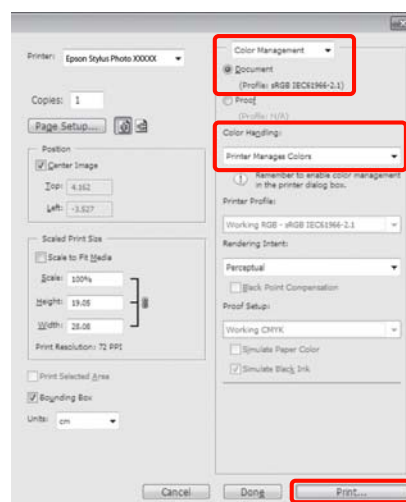 Printer: Epson Stylus Photo XXXXX
Copies: 1
Page Setup...
Position
Center Image
Top: 4.162
Left: -3.527
Scaled Print Size
Scale to Fit Media
Scale: 100%
Height: 19.05
Width: 28.08
Print Resolution: 72 PPI
Print Selected Area
Bounding Box
Units: cm
Color Management
Document
(Profile: sRGB IEC61966-2.1)
Proof
(Profile: N/A)
Color Handling:
Printer Manages Colors
Remember to enable color management
in the printer dialog box.
Printer Profile:
Working RGB - sRGB IEC61966-2.1
Rendering Intent:
Perceptual
Black Point Compensation
Proof Setup:
Working CMYK
Simulate Paper Color
Simulate Black Ink
Cancel
Done
Print...